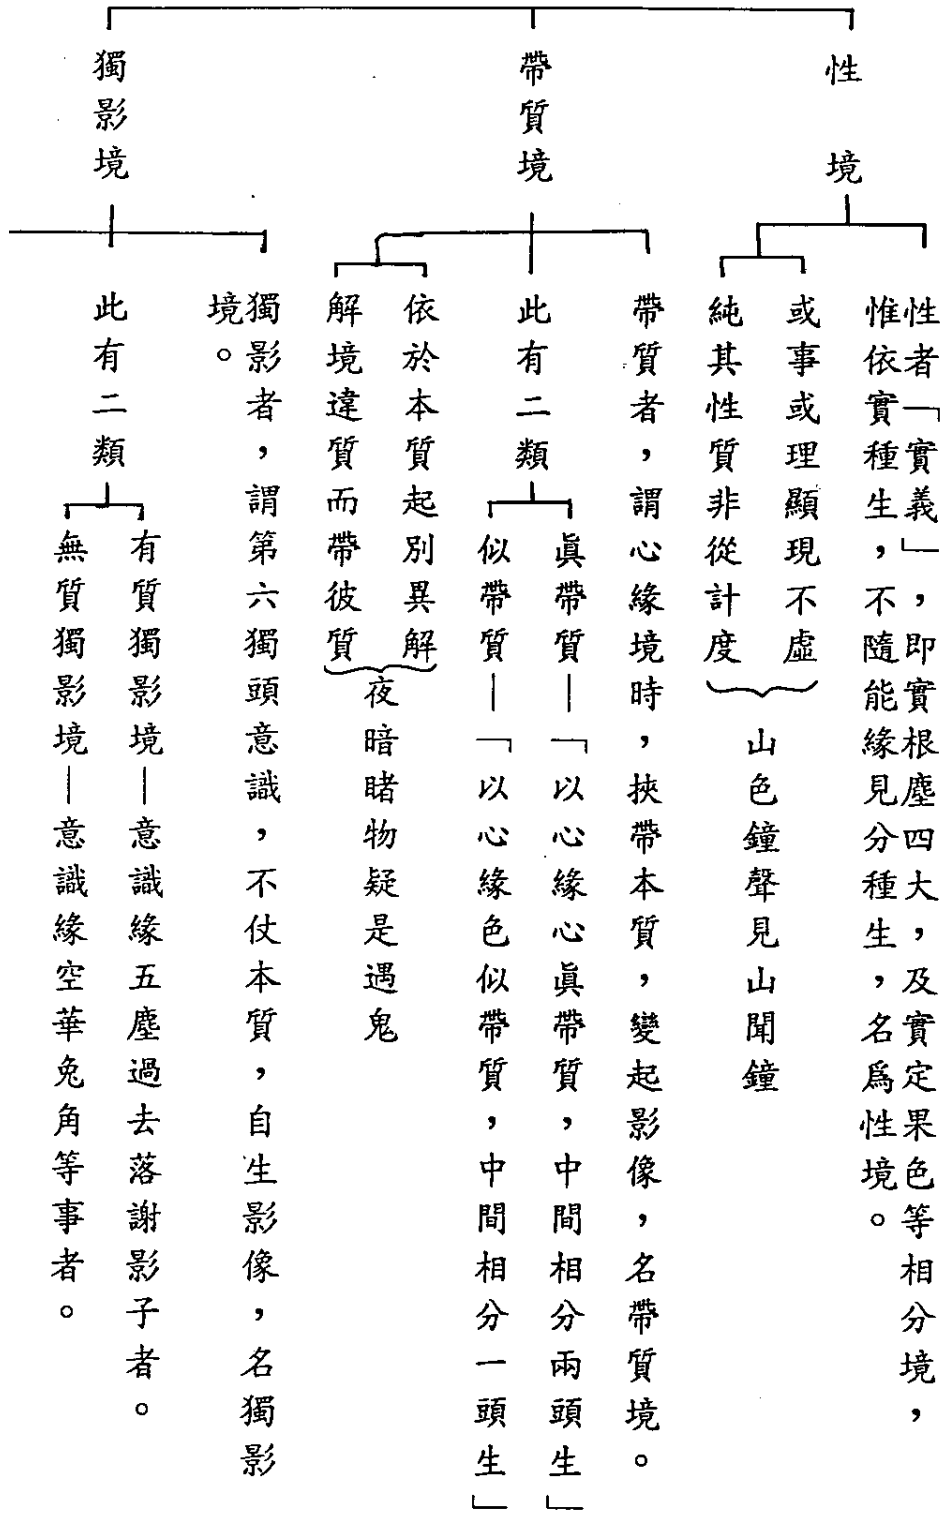 性境
性者「實義」，即實根塵四大，及實定果色等相分境，
惟依實種生，不隨能緣見分種生，名爲性境。
或事或理顯現不虛
純其性質非從計度
山色鐘聲見山聞鐘
帶質境
帶質者，謂心緣境時，挾帶本質，變起影像，名帶質境。
此有二類
眞帶質—「以心緣心眞帶質，中間相分兩頭生」
似帶質—「以心緣色似帶質，中間相分一頭生」
依於本質起別異解
解境違質而帶彼質
夜暗睹物疑是遇鬼
獨影境
獨影者，謂第六獨頭意識，不仗本質，自生影像，名獨影
境。
此有二類
有質獨影境—意識緣五塵過去落謝影子者。
無質獨影境—意識緣空華兔角等事者。